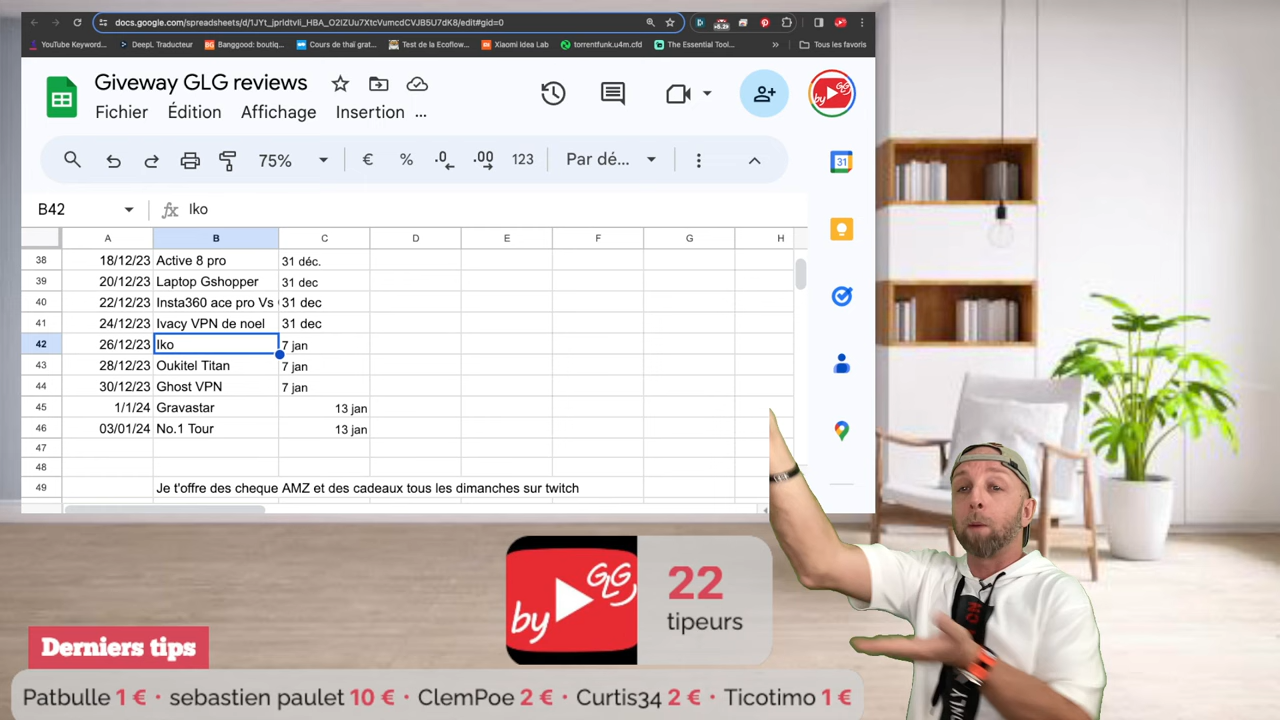 docs.google.com/spreadsheets/d/1JYt_jprldtvli_HBA_O2IZUu7XtcVumcdCVJB5U7dK8/edit#gid=0
YouTube Keyword... DeepL Traducteur Banggood: boutiq... Cours de thaï grat... Test de la Ecoflow... Xiaomi Idea Lab torrentfunk.u4m.cfd The Essential Tool... » Tous les favoris
Giveway GLG reviews
Fichier Édition Affichage Insertion ...
75% € % .0 .00 123 Par dé...
31
B42 fx Iko
A B C D E F G H
38 18/12/23 Active 8 pro 31 déc.
39 20/12/23 Laptop Gshopper 31 dec
40 22/12/23 Insta360 ace pro Vs 31 dec
41 24/12/23 Ivacy VPN de noel 31 dec
42 26/12/23 Iko 7 jan
43 28/12/23 Oukitel Titan 7 jan
44 30/12/23 Ghost VPN 7 jan
45 1/1/24 Gravastar 13 jan
46 03/01/24 No.1 Tour 13 jan
47
48
49 Je t'offre des cheque AMZ et des cadeaux tous les dimanches sur twitch
by GLG
22
tipeurs
Derniers tips
Patbulle 1 € · sebastien paulet 10 € · ClemPoe 2 € · Curtis34 2 € · Ticotimo 1 €